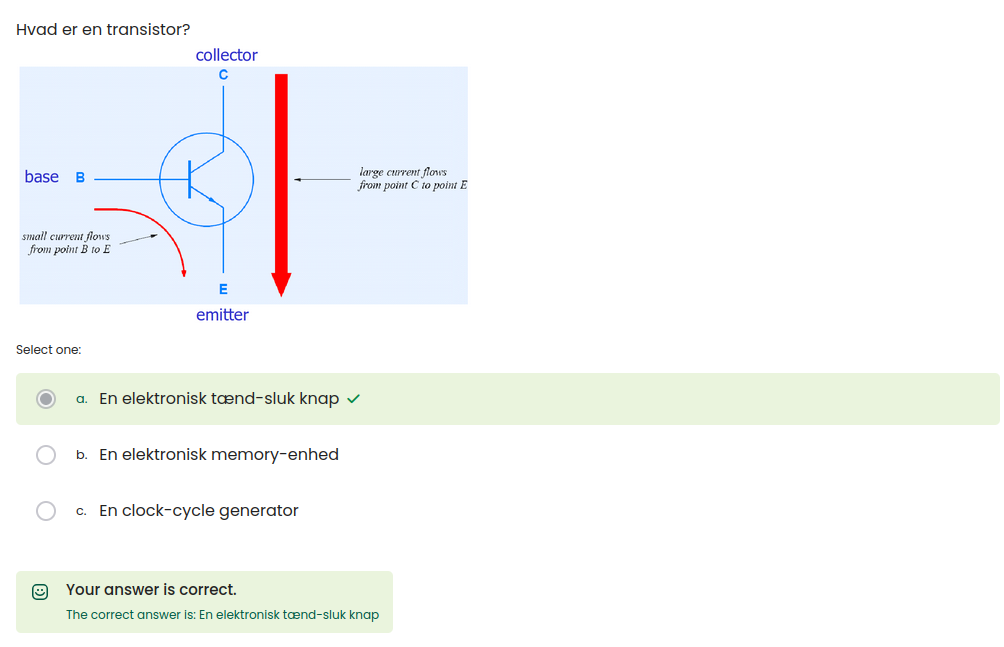 Hvad er en transistor?
collector
C
base B
large current flows
from point C to point E
small current flows
from point B to E
E
emitter
Select one:
a. En elektronisk tænd-sluk knap
b. En elektronisk memory-enhed
c. En clock-cycle generator
Your answer is correct.
The correct answer is: En elektronisk tænd-sluk knap